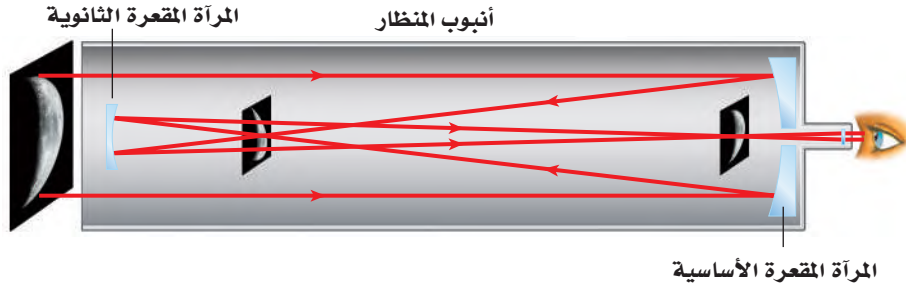 المرآة المقعرة الثانوية
أنبوب المنظار
المرآة المقعرة الأساسية